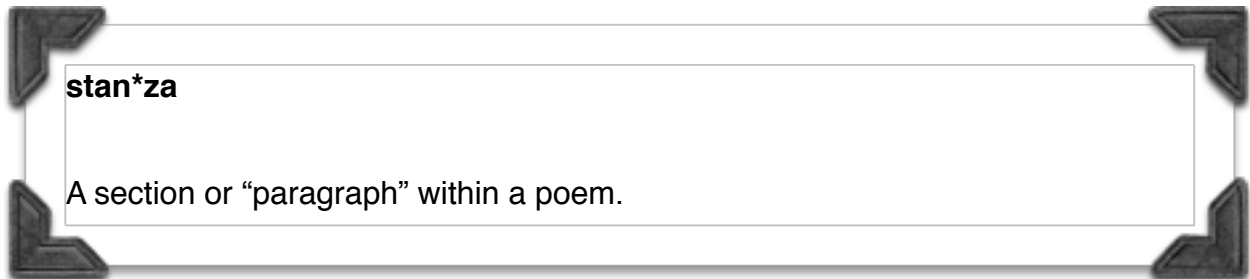 stan*za
A section or “paragraph” within a poem.